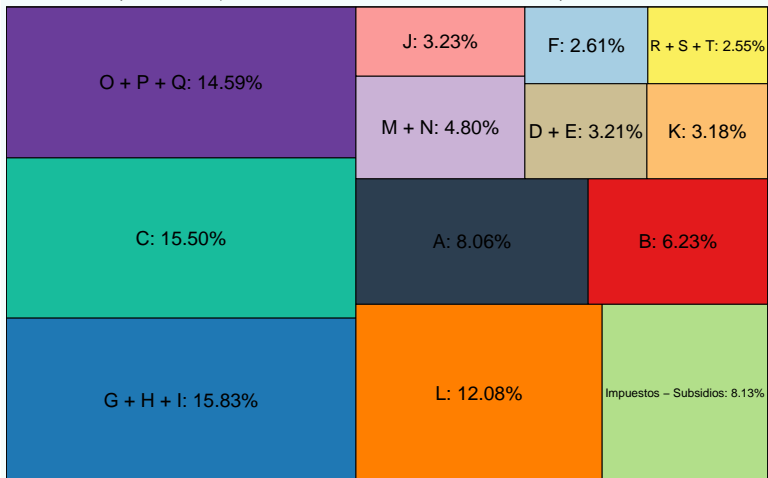 O + P + Q: 14.59%
J: 3.23%
F: 2.61%
R + S + T: 2.55%
M + N: 4.80%
D + E: 3.21%
K: 3.18%
C: 15.50%
A: 8.06%
B: 6.23%
G + H + I: 15.83%
L: 12.08%
Impuestos – Subsidios: 8.13%